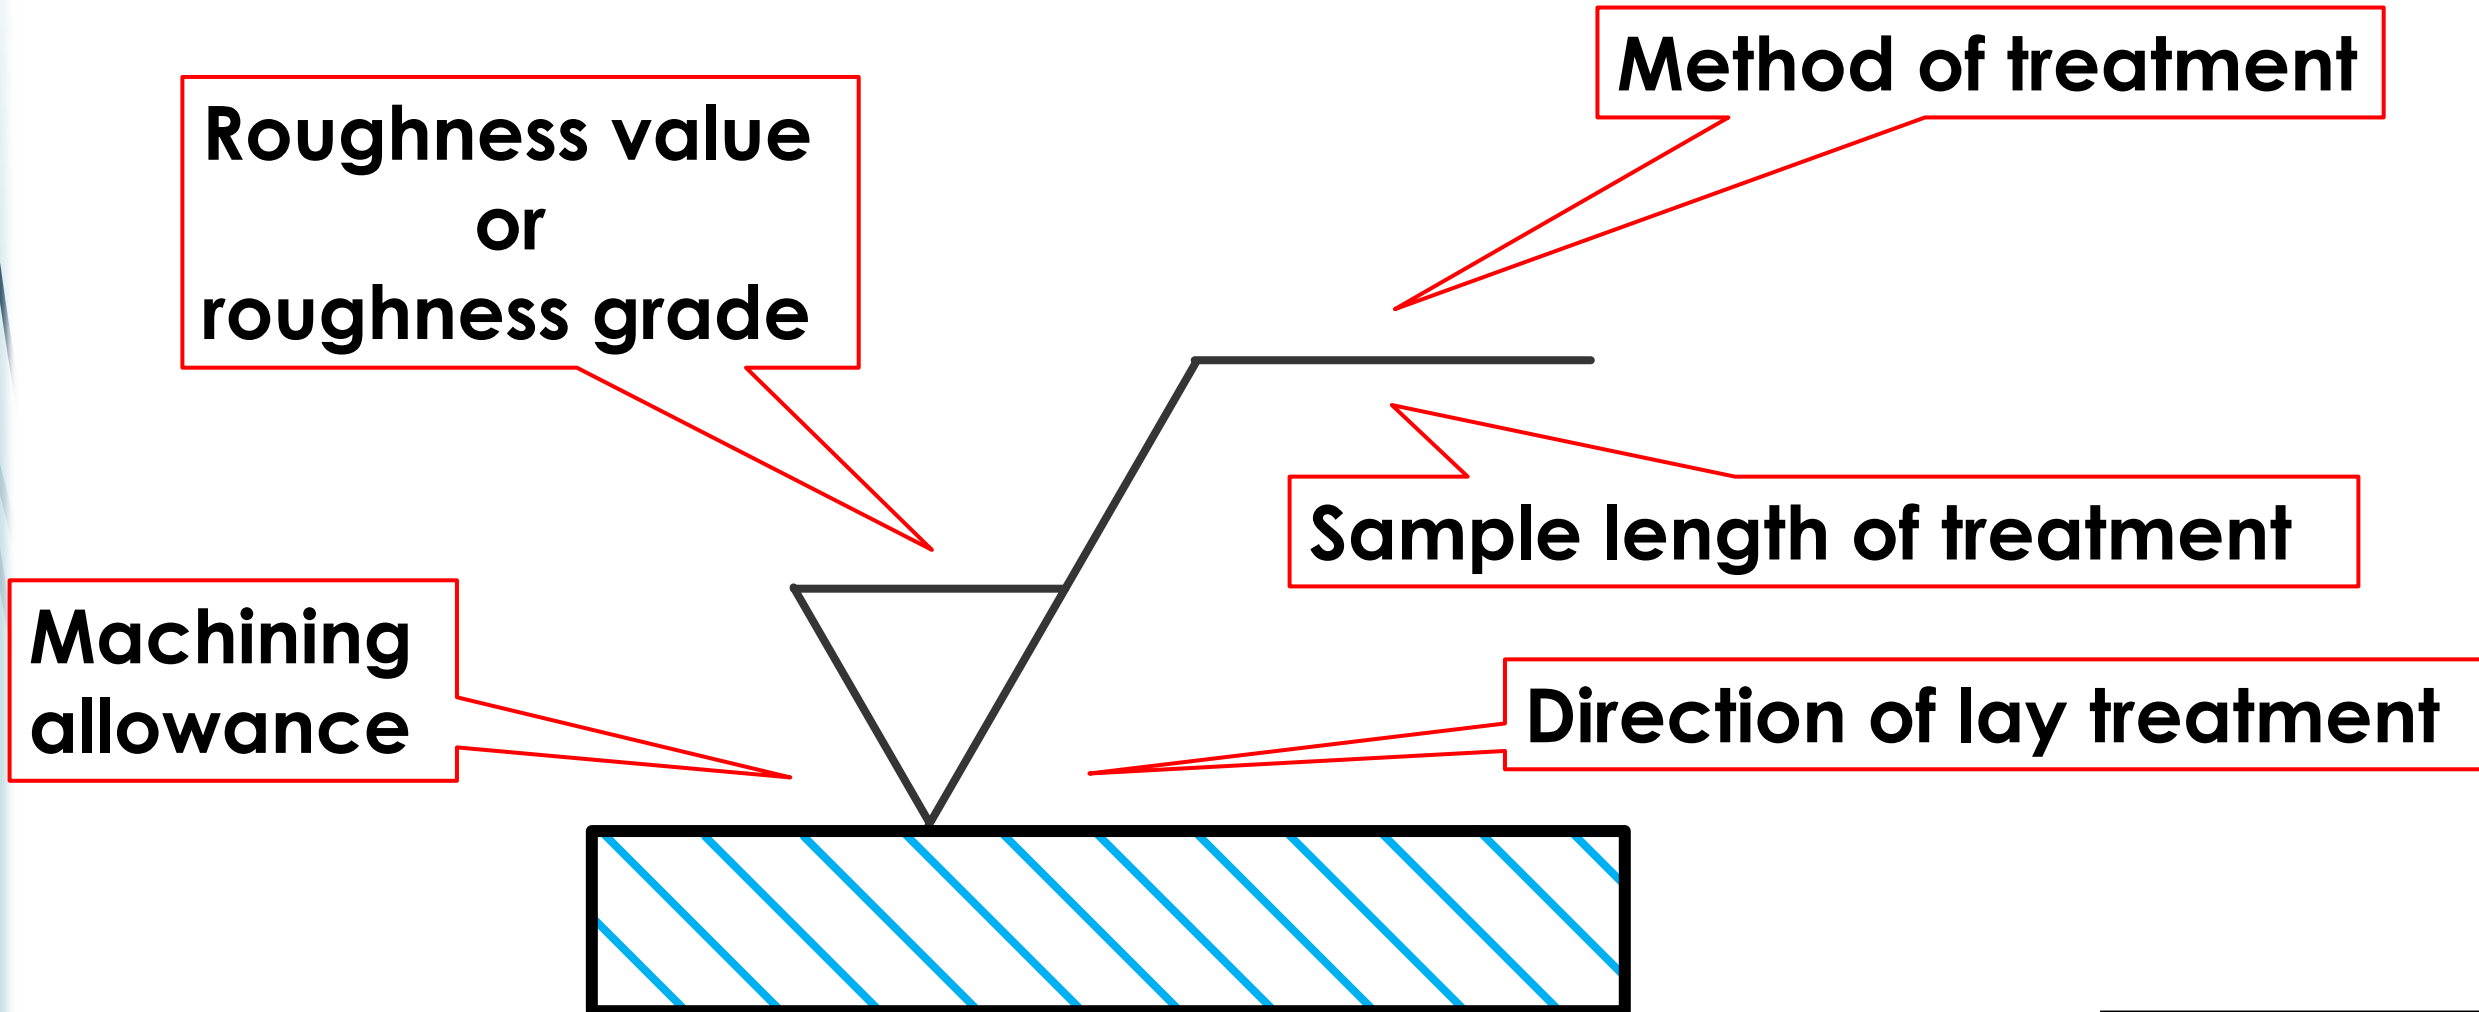 Method of treatment
Roughness value
or
roughness grade
Sample length of treatment
Machining
allowance
Direction of lay treatment